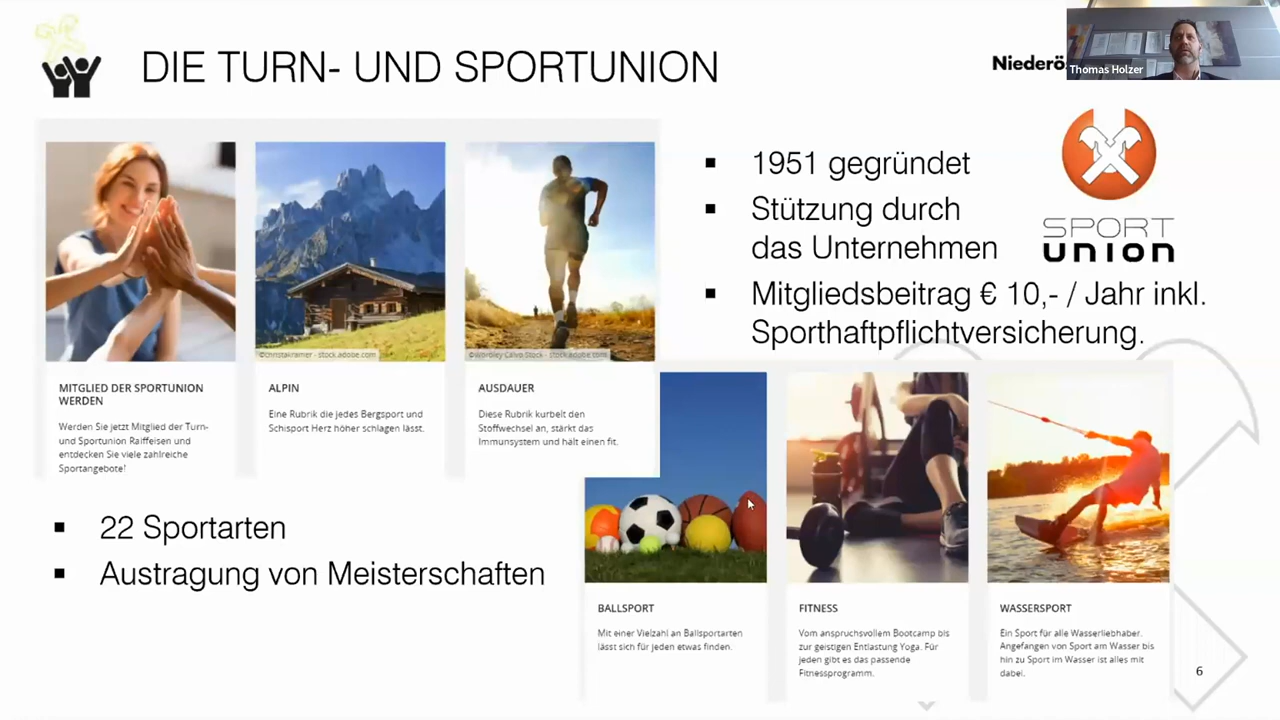 DIE TURN- UND SPORTUNION
Thomas Holzer
▪ 1951 gegründet
▪ Stützung durch
das Unternehmen
▪ Mitgliedsbeitrag € 10,- / Jahr inkl.
Sporthaftpflichtversicherung.
SPORT
UNION
©christakramer - stock.adobe.com
MITGLIED DER SPORTUNION
WERDEN
Werden Sie jetzt Mitglied der Turn-
und Sportunion Raiffeisen und
entdecken Sie viele zahlreiche
Sportangebote!
ALPIN
Eine Rubrik die jedes Bergsport und
Schisport Herz höher schlagen lässt.
AUSDAUER
Diese Rubrik kurbelt den
Stoffwechsel an, stärkt das
Immunsystem und hält einen fit.
▪ 22 Sportarten
▪ Austragung von Meisterschaften
BALLSPORT
Mit einer Vielzahl an Ballsportarten
lässt sich für jeden etwas finden.
FITNESS
Vom anspruchsvollem Bootcamp bis
zur geistigen Entlastung Yoga. Für
jeden gibt es das passende
Fitnessprogramm.
WASSERSPORT
Ein Sport für alle Wasserliebhaber.
Angefangen von Sport am Wasser bis
hin zu Sport im Wasser ist alles mit
dabei.
6